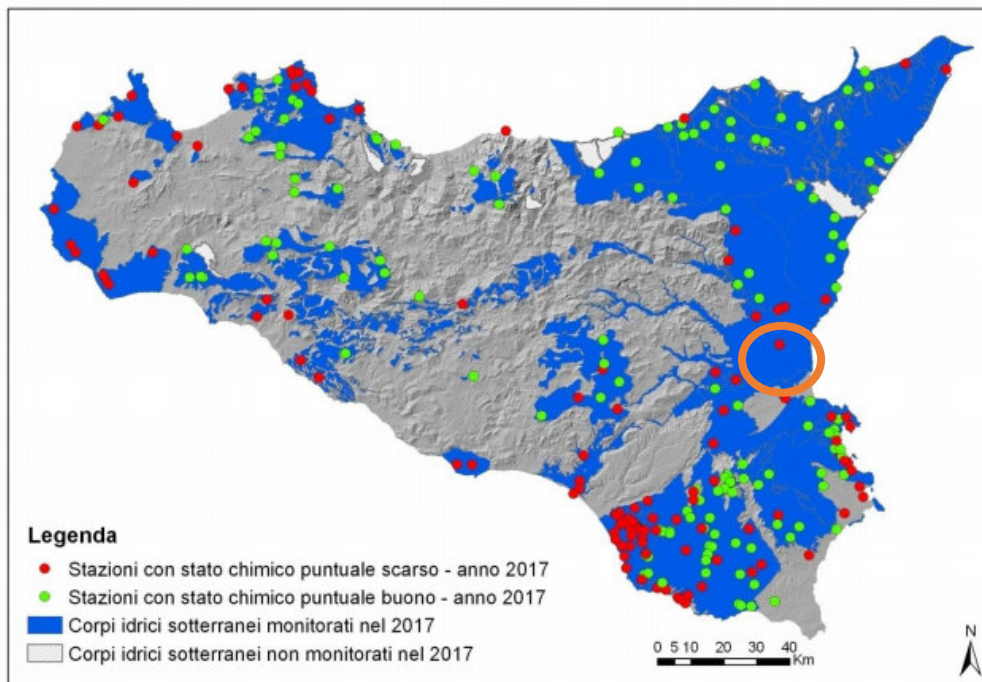 Legenda
Stazioni con stato chimico puntuale scarso - anno 2017
Stazioni con stato chimico puntuale buono - anno 2017
Corpi idrici sotterranei monitorati nel 2017
Corpi idrici sotterranei non monitorati nel 2017
0 5 10 20 30 40
Km
N